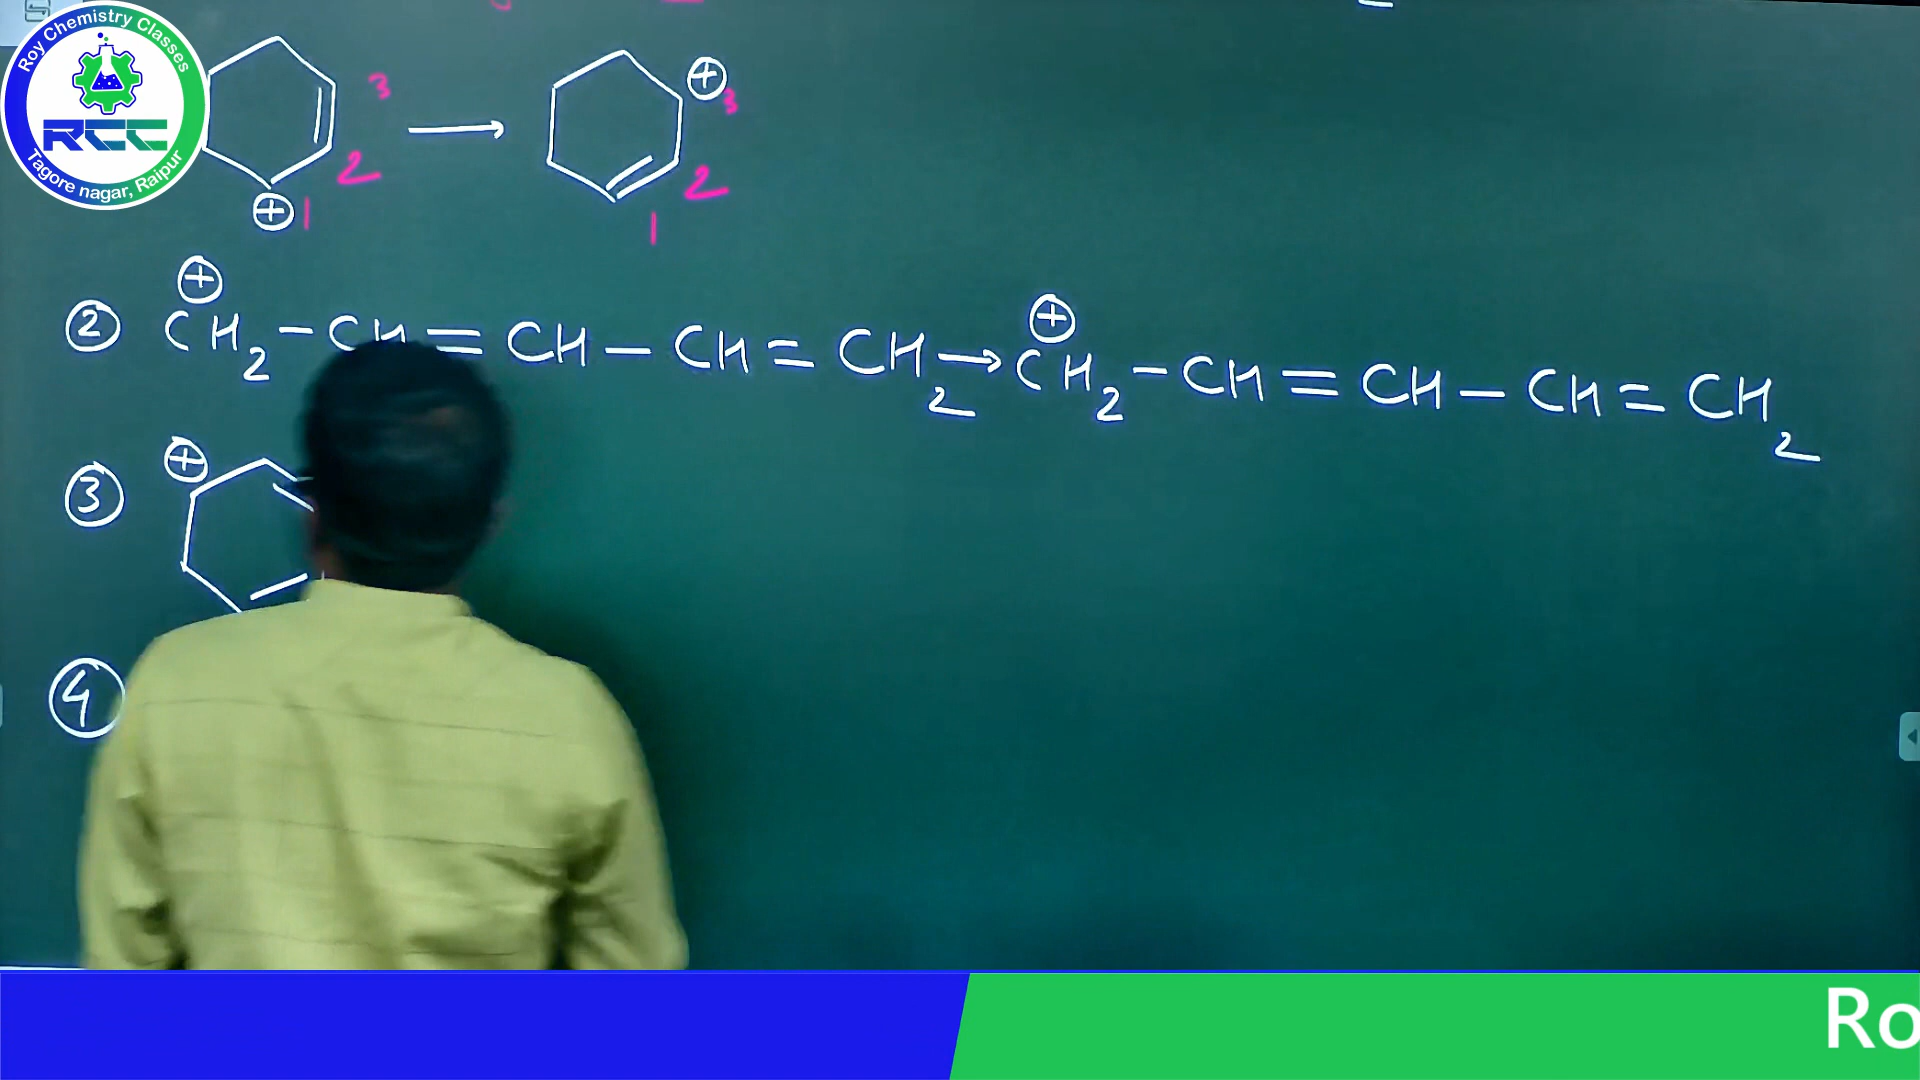 Roy Chemistry Classes
RCC
Tagore nagar, Raipur
⊕ 1 2 3 → 1 2 ⊕ 3
② ⊕CH₂ – CH = CH – CH = CH₂ → ⊕CH₂ – CH = CH – CH = CH₂
③ ⊕
④
Ro